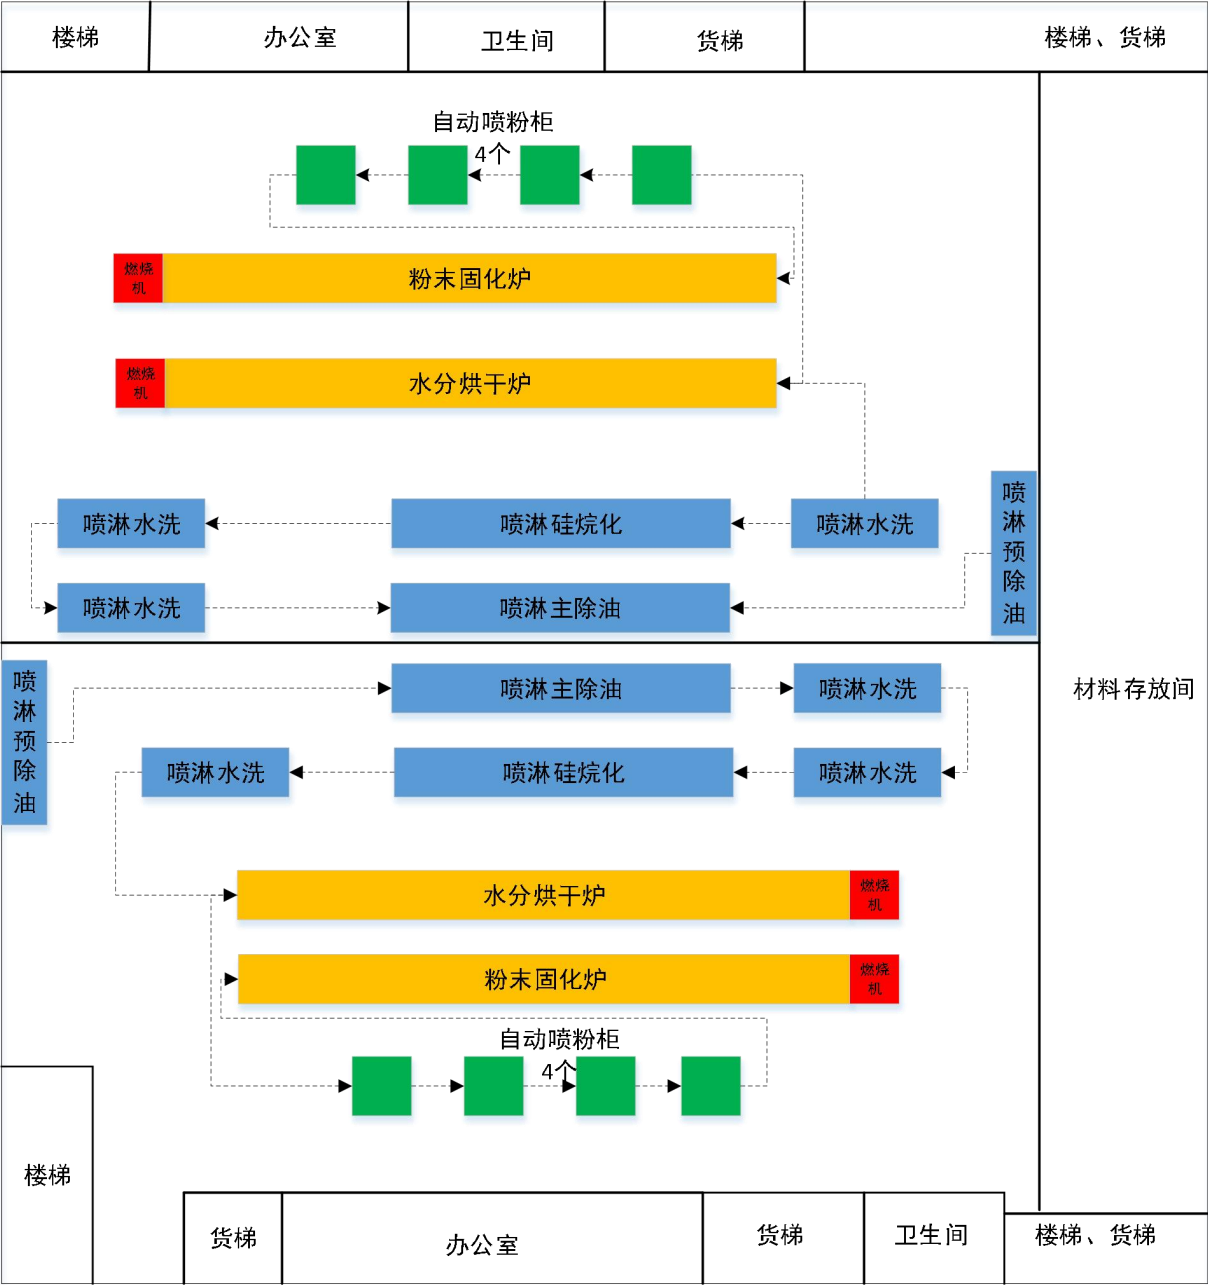 楼梯
办公室
卫生间
货梯
楼梯、货梯
自动喷粉柜
4个
燃烧
机
粉末固化炉
燃烧
机
水分烘干炉
喷淋水洗
喷淋硅烷化
喷淋水洗
喷
淋
预
除
油
喷淋水洗
喷淋主除油
喷
淋
预
除
油
喷淋主除油
喷淋水洗
材料存放间
喷淋水洗
喷淋硅烷化
喷淋水洗
水分烘干炉
燃烧
机
粉末固化炉
燃烧
机
自动喷粉柜
4个
楼梯
货梯
办公室
货梯
卫生间
楼梯、货梯